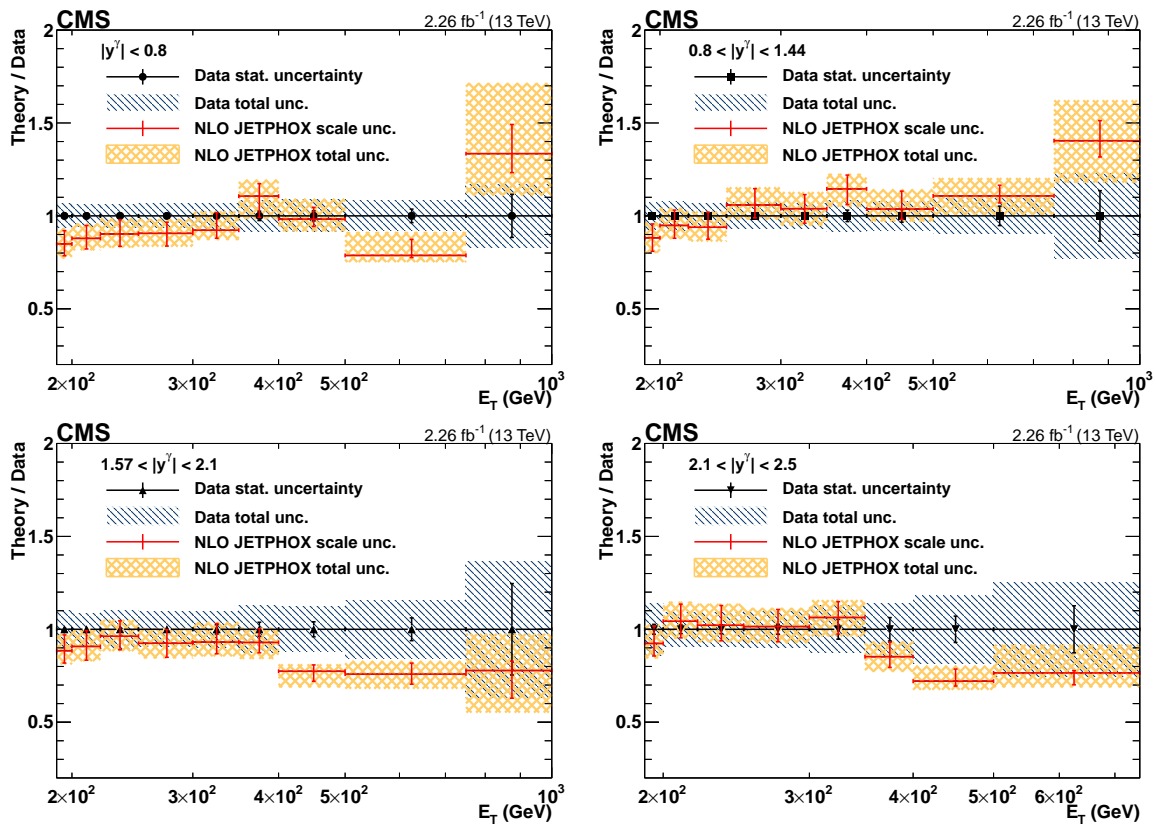 CMS 2.26 fb⁻¹ (13 TeV)
Theory / Data
|y^γ| < 0.8
Data stat. uncertainty
Data total unc.
NLO JETPHOX scale unc.
NLO JETPHOX total unc.
2
1.5
1
0.5
2×10² 3×10² 4×10² 5×10² 10³
E_T (GeV)
CMS 2.26 fb⁻¹ (13 TeV)
Theory / Data
0.8 < |y^γ| < 1.44
Data stat. uncertainty
Data total unc.
NLO JETPHOX scale unc.
NLO JETPHOX total unc.
2
1.5
1
0.5
2×10² 3×10² 4×10² 5×10² 10³
E_T (GeV)
CMS 2.26 fb⁻¹ (13 TeV)
Theory / Data
1.57 < |y^γ| < 2.1
Data stat. uncertainty
Data total unc.
NLO JETPHOX scale unc.
NLO JETPHOX total unc.
2
1.5
1
0.5
2×10² 3×10² 4×10² 5×10² 10³
E_T (GeV)
CMS 2.26 fb⁻¹ (13 TeV)
Theory / Data
2.1 < |y^γ| < 2.5
Data stat. uncertainty
Data total unc.
NLO JETPHOX scale unc.
NLO JETPHOX total unc.
2
1.5
1
0.5
2×10² 3×10² 4×10² 5×10² 6×10²
E_T (GeV)